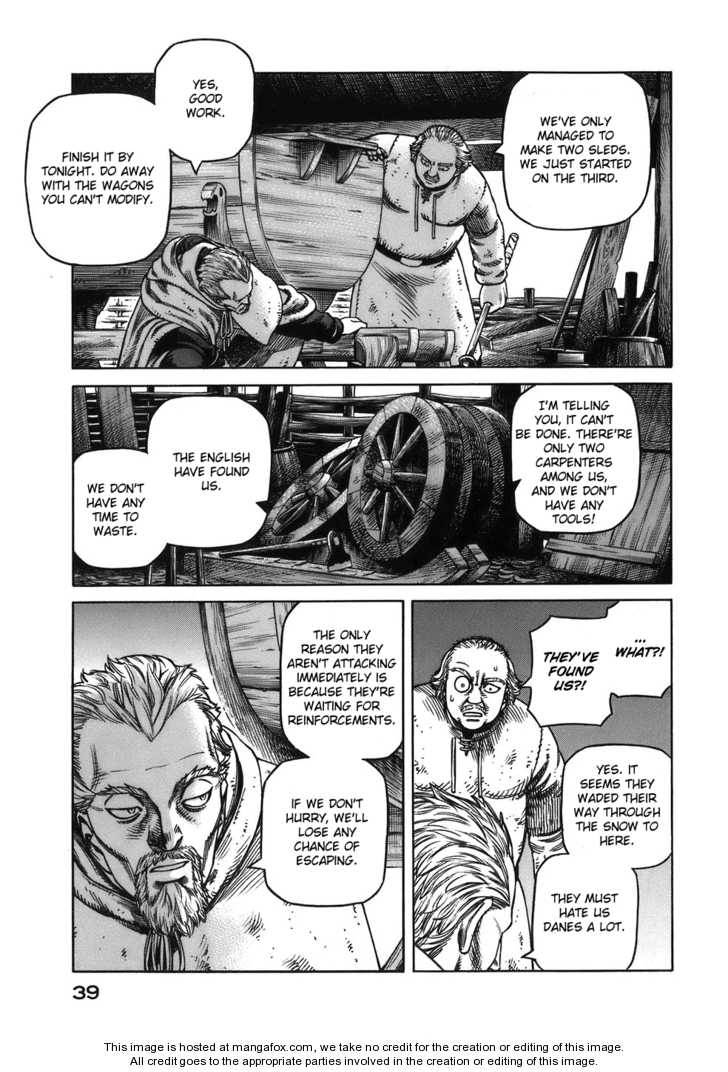 WE'VE ONLY
MANAGED TO
MAKE TWO SLEDS.
WE JUST STARTED
ON THE THIRD.
YES,
GOOD
WORK.
FINISH IT BY
TONIGHT. DO AWAY
WITH THE WAGONS
YOU CAN'T MODIFY.
I'M TELLING
YOU, IT CAN'T
BE DONE. THERE'RE
ONLY TWO
CARPENTERS
AMONG US,
AND WE DON'T
HAVE ANY
TOOLS!
THE ENGLISH
HAVE FOUND
US.
WE DON'T
HAVE ANY
TIME TO
WASTE.
...
WHAT?!
THEY'VE
FOUND
US?!
YES. IT
SEEMS THEY
WADED THEIR
WAY THROUGH
THE SNOW TO
HERE.
THEY MUST
HATE US
DANES A LOT.
THE ONLY
REASON THEY
AREN'T ATTACKING
IMMEDIATELY IS
BECAUSE THEY'RE
WAITING FOR
REINFORCEMENTS.
IF WE DON'T
HURRY, WE'LL
LOSE ANY
CHANCE OF
ESCAPING.
39
This image is hosted at mangafox.com, we take no credit for the creation or editing of this image.
All credit goes to the appropriate parties involved in the creation or editing of this image.